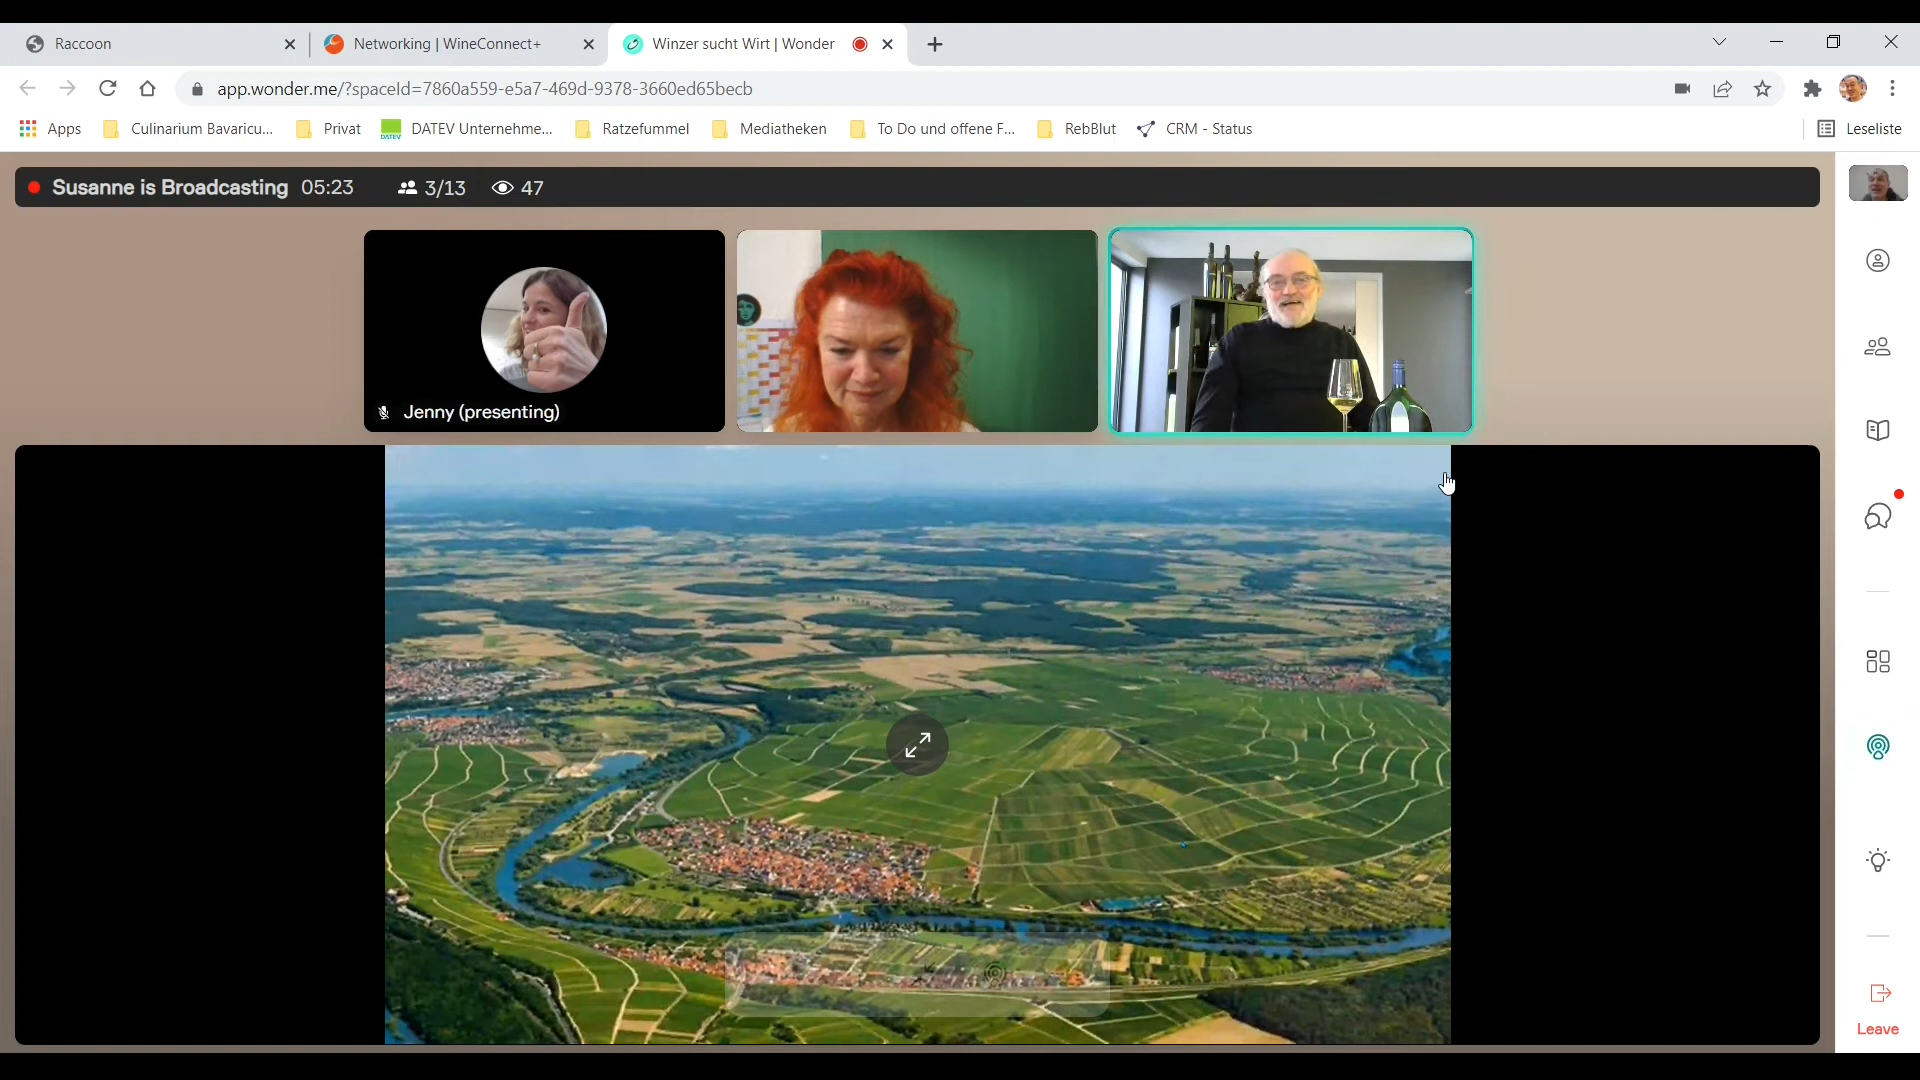 Raccoon
Networking | WineConnect+
Winzer sucht Wirt | Wonder
app.wonder.me/?spaceId=7860a559-e5a7-469d-9378-3660ed65becb
Apps
Culinarium Bavaricu...
Privat
DATEV
DATEV Unternehme...
Ratzefummel
Mediatheken
To Do und offene F...
RebBlut
CRM - Status
Leseliste
Susanne is Broadcasting 05:23 3/13 47
Jenny (presenting)
Leave